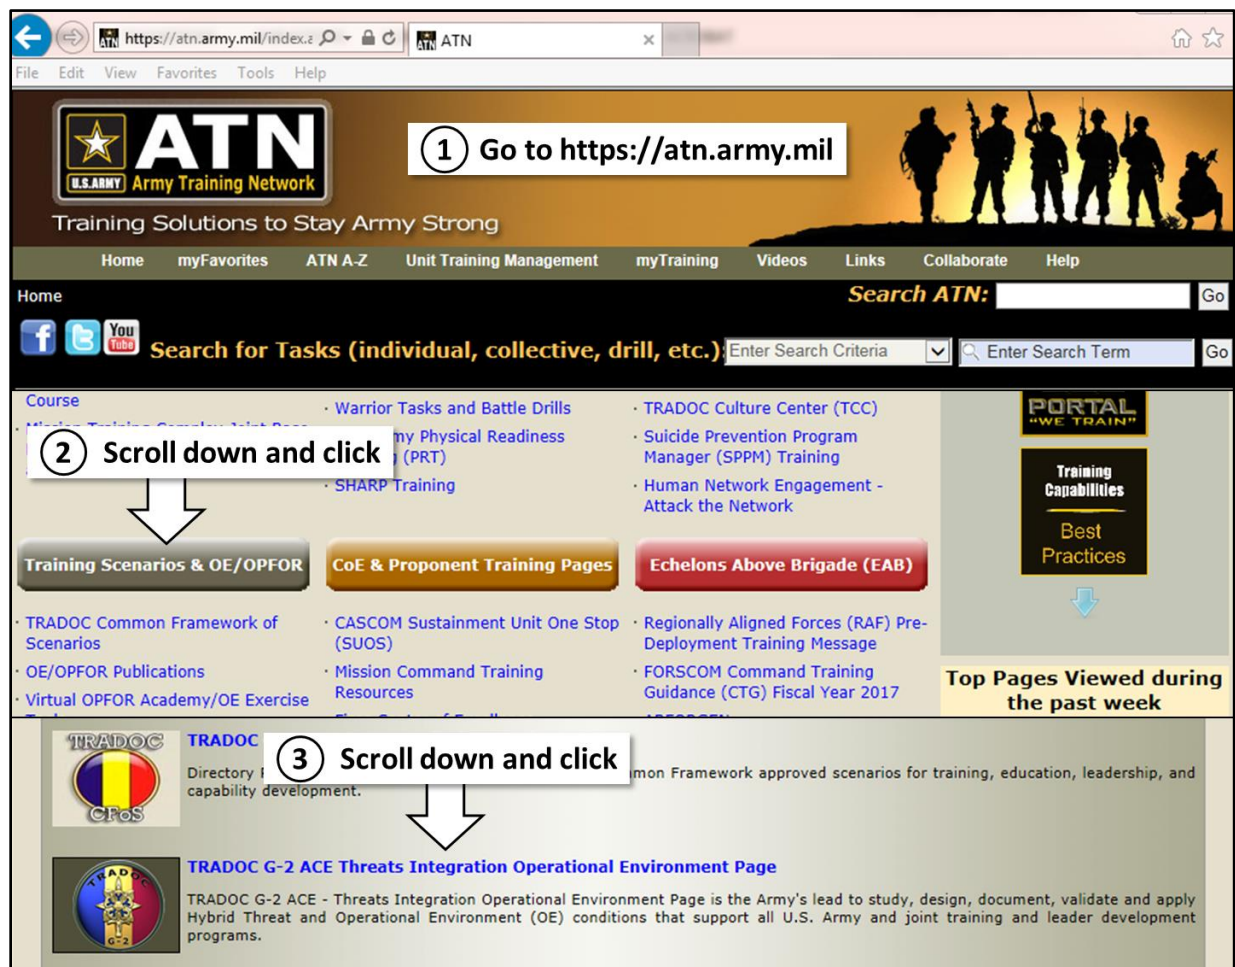 https://atn.army.mil/index.a
ATN
File Edit View Favorites Tools Help
ATN
U.S.ARMY Army Training Network
Training Solutions to Stay Army Strong
1 Go to https://atn.army.mil
Home myFavorites ATN A-Z Unit Training Management myTraining Videos Links Collaborate Help
Home
Search ATN: Go
You
Tube
Search for Tasks (individual, collective, drill, etc.): Enter Search Criteria Enter Search Term Go
Course
2 Scroll down and click
· Warrior Tasks and Battle Drills
my Physical Readiness
(PRT)
· SHARP Training
· TRADOC Culture Center (TCC)
· Suicide Prevention Program
Manager (SPPM) Training
· Human Network Engagement -
Attack the Network
PORTAL
"WE TRAIN"
Training
Capabilities
Best
Practices
Training Scenarios & OE/OPFOR
CoE & Proponent Training Pages
Echelons Above Brigade (EAB)
· TRADOC Common Framework of
Scenarios
· OE/OPFOR Publications
· Virtual OPFOR Academy/OE Exercise
· CASCOM Sustainment Unit One Stop
(SUOS)
· Mission Command Training
Resources
· Regionally Aligned Forces (RAF) Pre-
Deployment Training Message
· FORSCOM Command Training
Guidance (CTG) Fiscal Year 2017
Top Pages Viewed during
the past week
TRADOC
CFoS
TRADOC
3 Scroll down and click
Directory
mon Framework approved scenarios for training, education, leadership, and
capability development.
TRADOC
G-2
TRADOC G-2 ACE Threats Integration Operational Environment Page
TRADOC G-2 ACE - Threats Integration Operational Environment Page is the Army's lead to study, design, document, validate and apply
Hybrid Threat and Operational Environment (OE) conditions that support all U.S. Army and joint training and leader development
programs.